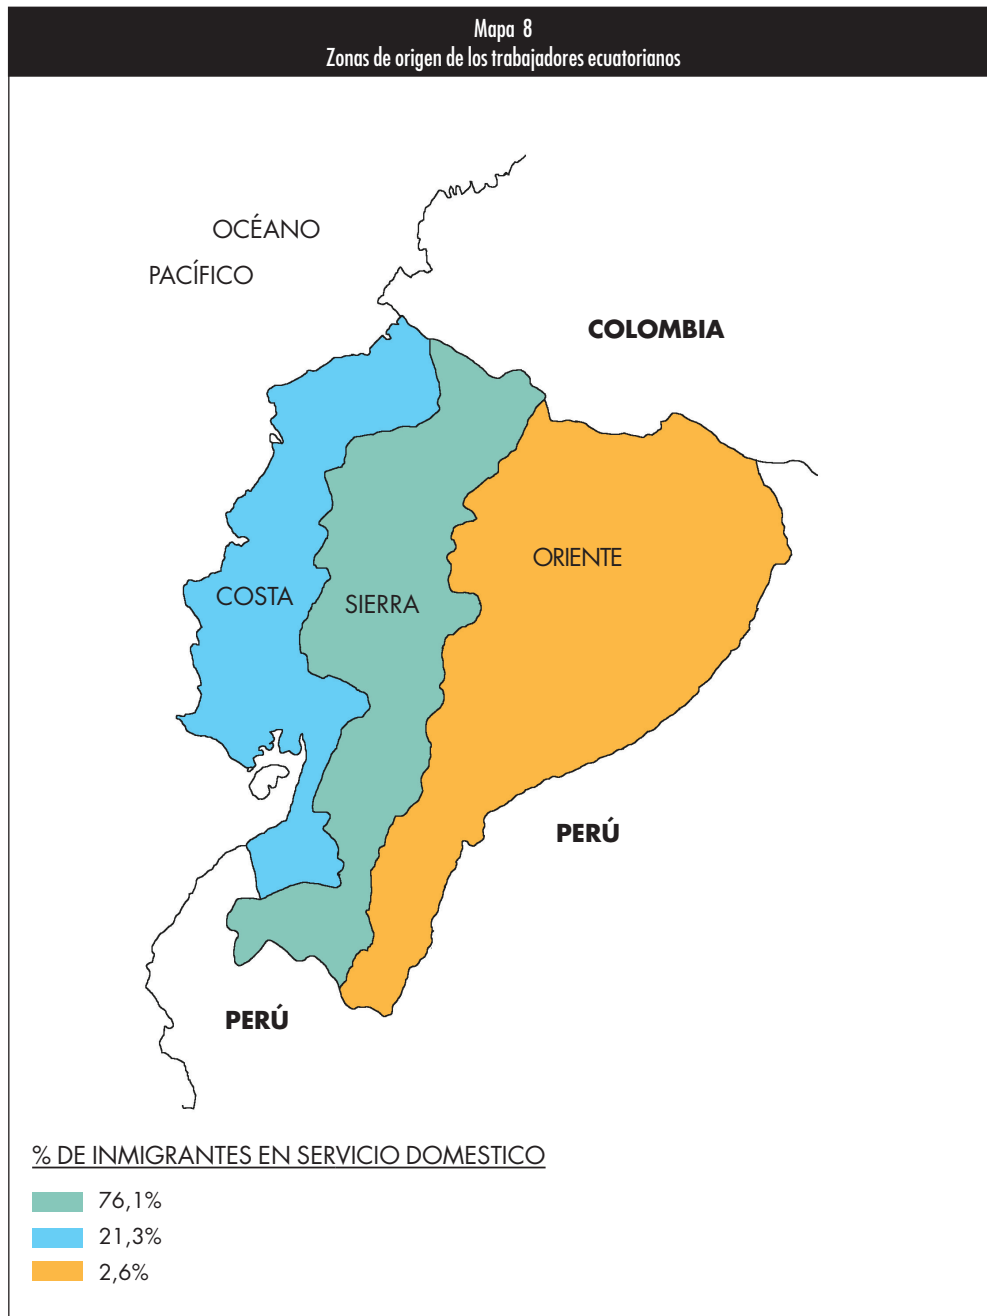 Mapa 8
Zonas de origen de los trabajadores ecuatorianos
OCÉANO
PACÍFICO
COLOMBIA
ORIENTE
COSTA
SIERRA
PERÚ
PERÚ
% DE INMIGRANTES EN SERVICIO DOMESTICO
76,1%
21,3%
2,6%